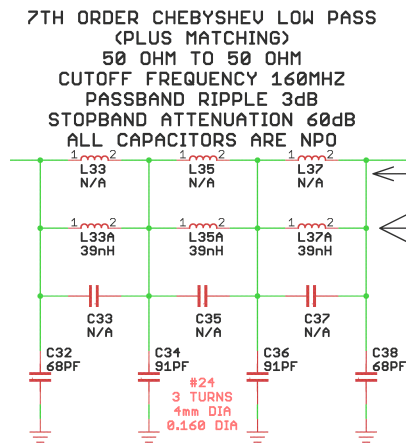 7TH ORDER CHEBYSHEV LOW PASS
(PLUS MATCHING)
50 OHM TO 50 OHM
CUTOFF FREQUENCY 160MHZ
PASSBAND RIPPLE 3dB
STOPBAND ATTENUATION 60dB
ALL CAPACITORS ARE NPO
1 2 1 2 1 2
L33 L35 L37
N/A N/A N/A
1 2 1 2 1 2
L33A L35A L37A
39nH 39nH 39nH
C33 C35 C37
N/A N/A N/A
C32 C34 C36 C38
68PF 91PF 91PF 68PF
#24
3 TURNS
4mm DIA
0.160 DIA